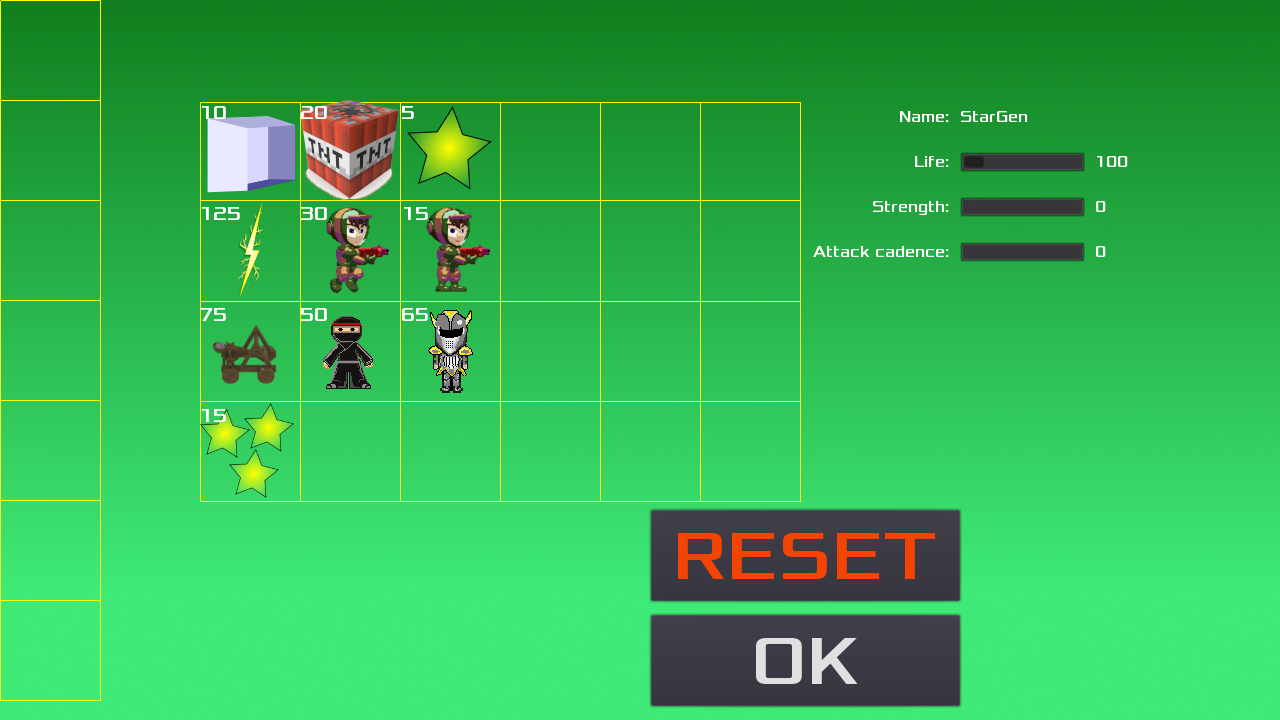 10 20 5
TNT TNT
125 30 15
75 50 65
15
Name: StarGen
Life: 100
Strength: 0
Attack cadence: 0
RESET
OK